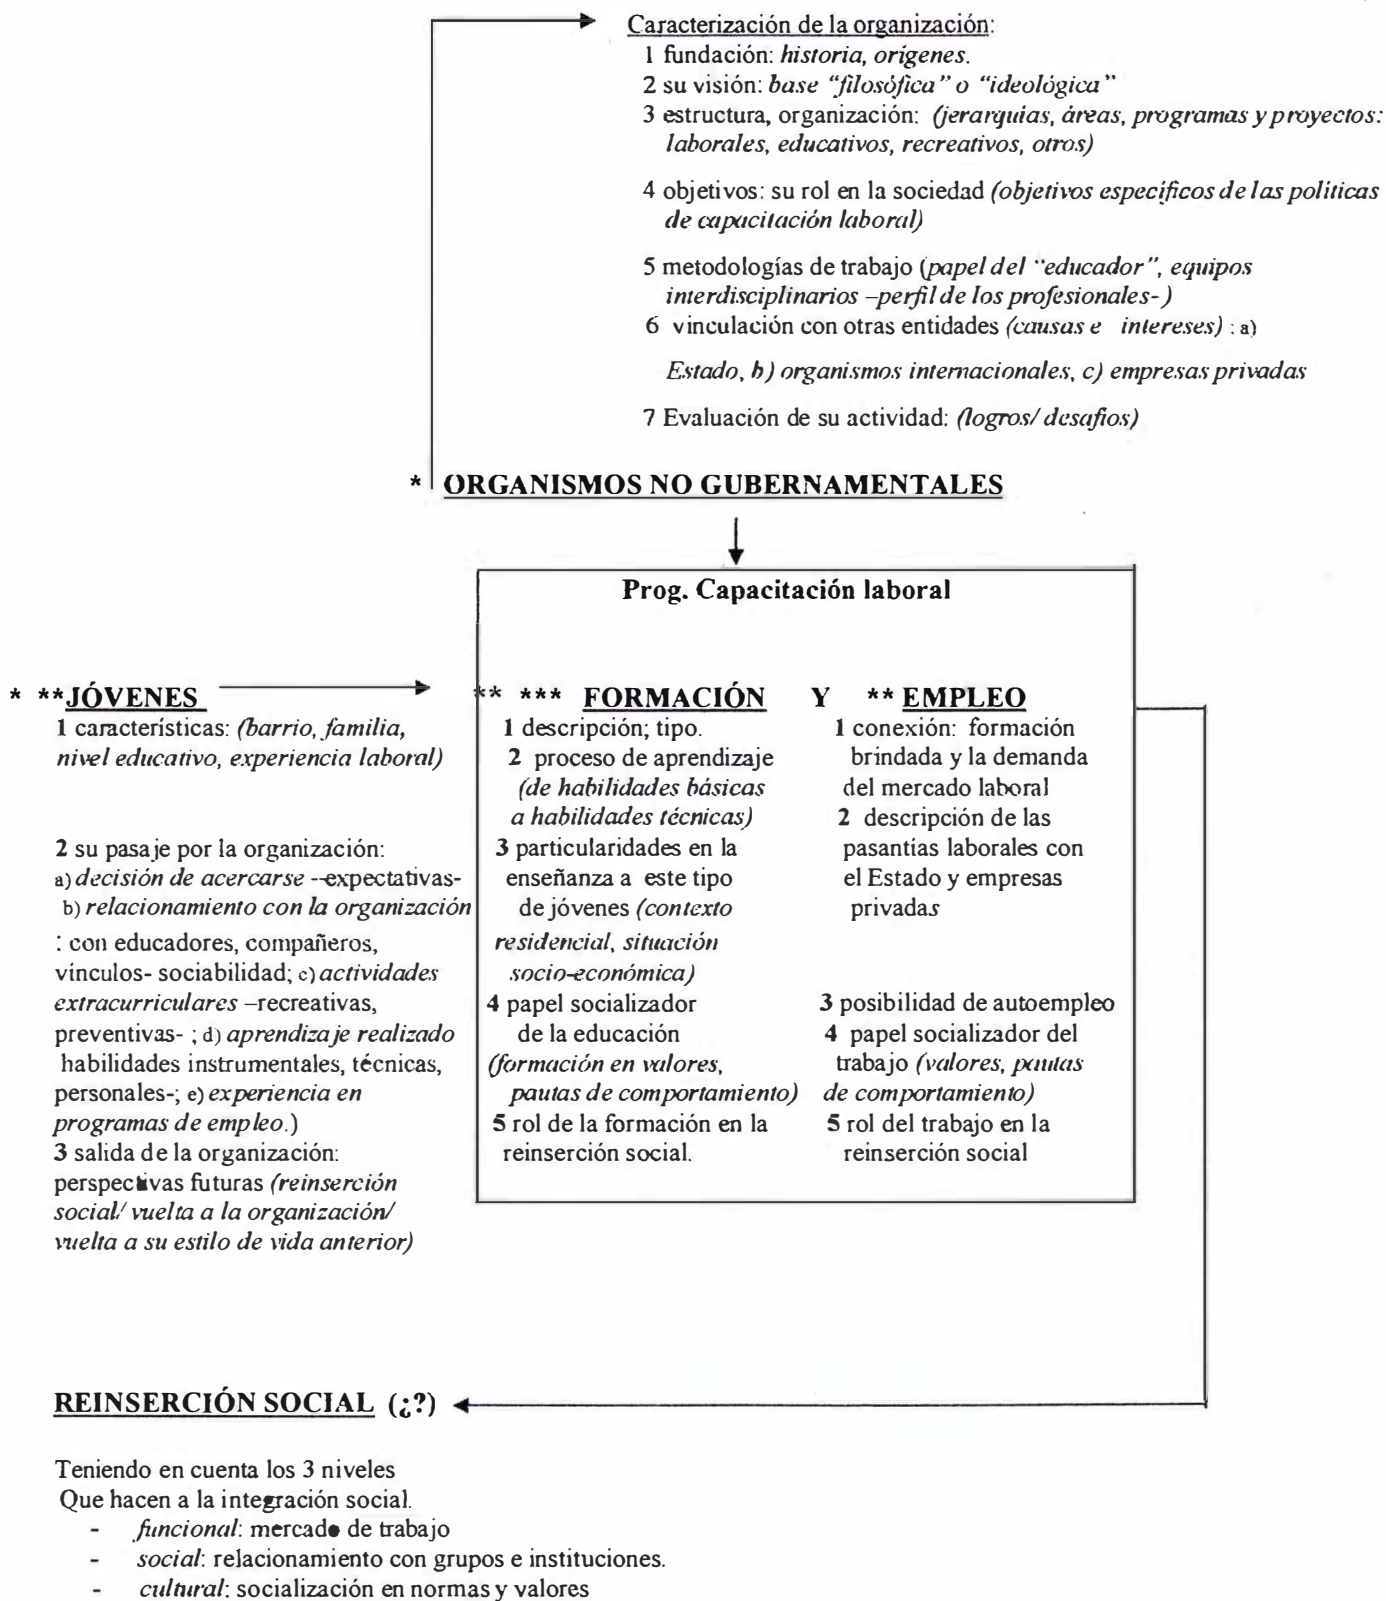 Caracterización de la organización:
1 fundación: historia, orígenes.
2 su visión: base “filosófica” o “ideológica”
3 estructura, organización: (jerarquías, áreas, programas y proyectos:
laborales, educativos, recreativos, otros)
4 objetivos: su rol en la sociedad (objetivos específicos de las políticas
de capacitación laboral)
5 metodologías de trabajo (papel del “educador”, equipos
interdisciplinarios –perfil de los profesionales- )
6 vinculación con otras entidades (causas e intereses) : a)
Estado, b) organismos internacionales, c) empresas privadas
7 Evaluación de su actividad: (logros/ desafios)
* ORGANISMOS NO GUBERNAMENTALES
Prog. Capacitación laboral
* **JÓVENES
1 características: (barrio, familia,
nivel educativo, experiencia laboral)
2 su pasaje por la organización:
a) decisión de acercarse --expectativas-
b) relacionamiento con la organización
: con educadores, compañeros,
vínculos- sociabilidad; c) actividades
extracurriculares –recreativas,
preventivas- ; d) aprendizaje realizado
habilidades instrumentales, técnicas,
personales-; e) experiencia en
programas de empleo.)
3 salida de la organización:
perspectivas futuras (reinserción
social/ vuelta a la organización/
vuelta a su estilo de vida anterior)
** *** FORMACIÓN Y ** EMPLEO
1 descripción; tipo.
2 proceso de aprendizaje
(de habilidades básicas
a habilidades técnicas)
3 particularidades en la
enseñanza a este tipo
de jóvenes (contexto
residencial, situación
socio-económica)
4 papel socializador
de la educación
(formación en valores,
pautas de comportamiento)
5 rol de la formación en la
reinserción social.
1 conexión: formación
brindada y la demanda
del mercado laboral
2 descripción de las
pasantías laborales con
el Estado y empresas
privadas
3 posibilidad de autoempleo
4 papel socializador del
trabajo (valores, pautas
de comportamiento)
5 rol del trabajo en la
reinserción social
REINSERCIÓN SOCIAL (¿?)
Teniendo en cuenta los 3 niveles
Que hacen a la integración social.
- funcional: mercado de trabajo
- social: relacionamiento con grupos e instituciones.
- cultural: socialización en normas y valores